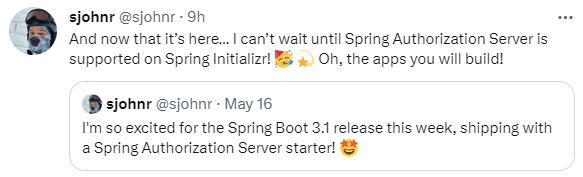 sjohnr @sjohnr · 9h
And now that it’s here... I can’t wait until Spring Authorization Server is
supported on Spring Initializr! 🥳💫 Oh, the apps you will build!
sjohnr @sjohnr · May 16
I'm so excited for the Spring Boot 3.1 release this week, shipping with
a Spring Authorization Server starter! 🤩